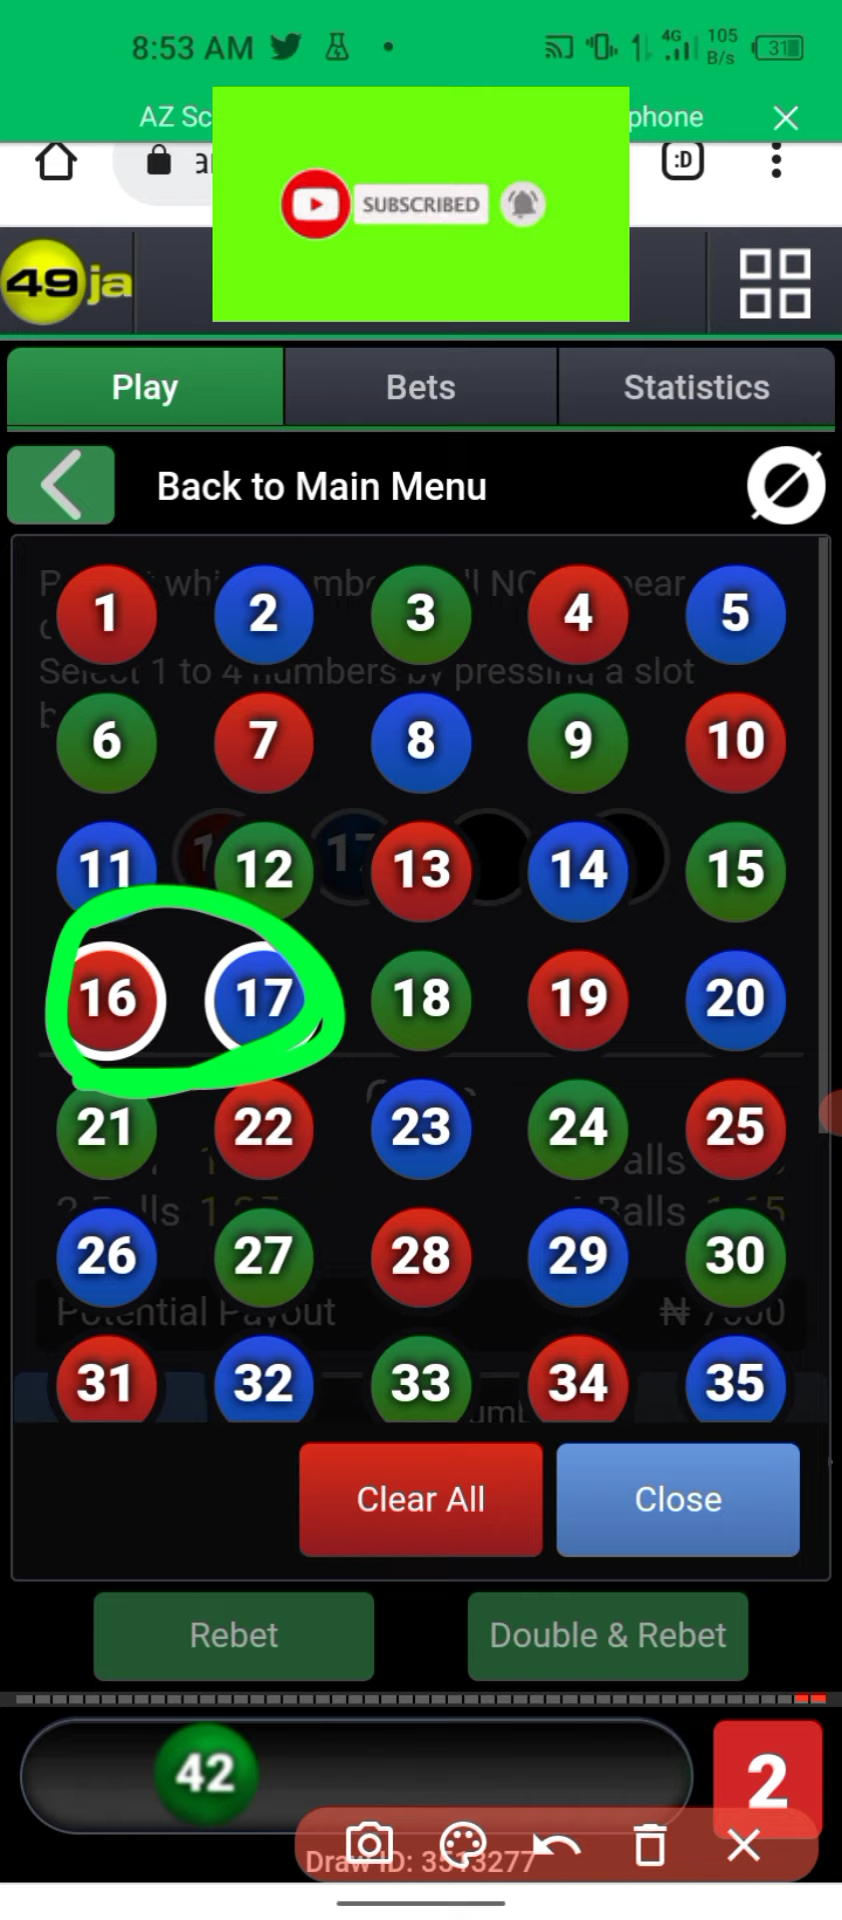 8:53 AM
4G 105 B/s 31
AZ Sc phone
:D
SUBSCRIBED
49ja
Play Bets Statistics
Back to Main Menu
1 2 3 4 5
Select 1 to 4 numbers by pressing a slot
6 7 8 9 10
11 12 13 14 15
16 17 18 19 20
21 22 23 24 25
26 27 28 29 30
Potential Payout ₦
31 32 33 34 35
Clear All Close
Rebet Double & Rebet
42 2
Draw ID: 3513277